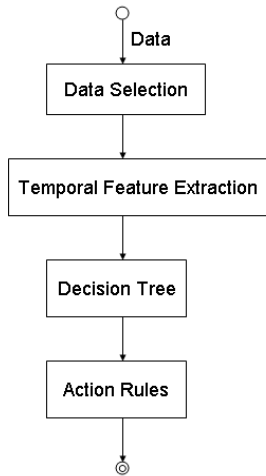 Data
Data Selection
Temporal Feature Extraction
Decision Tree
Action Rules